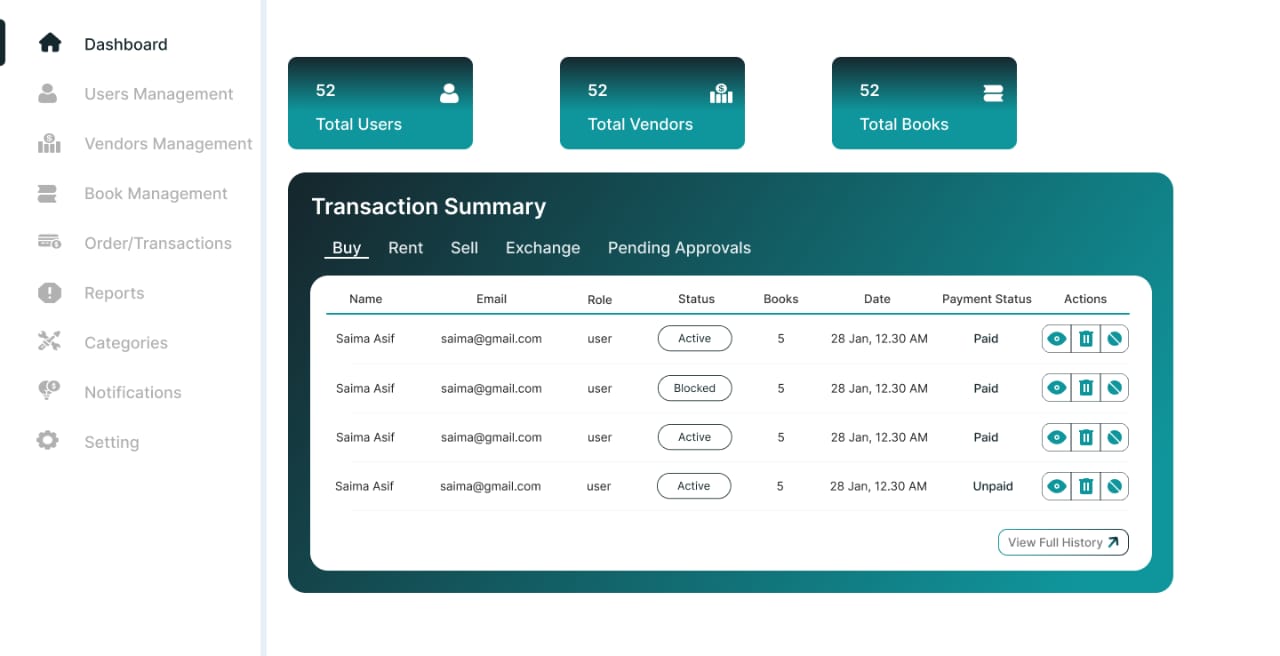 Dashboard
Users Management
Vendors Management
Book Management
Order/Transactions
Reports
Categories
Notifications
Setting
52
Total Users
52
Total Vendors
52
Total Books
Transaction Summary
Buy Rent Sell Exchange Pending Approvals
Name Email Role Status Books Date Payment Status Actions
Saima Asif saima@gmail.com user Active 5 28 Jan, 12.30 AM Paid
Saima Asif saima@gmail.com user Blocked 5 28 Jan, 12.30 AM Paid
Saima Asif saima@gmail.com user Active 5 28 Jan, 12.30 AM Paid
Saima Asif saima@gmail.com user Active 5 28 Jan, 12.30 AM Unpaid
View Full History